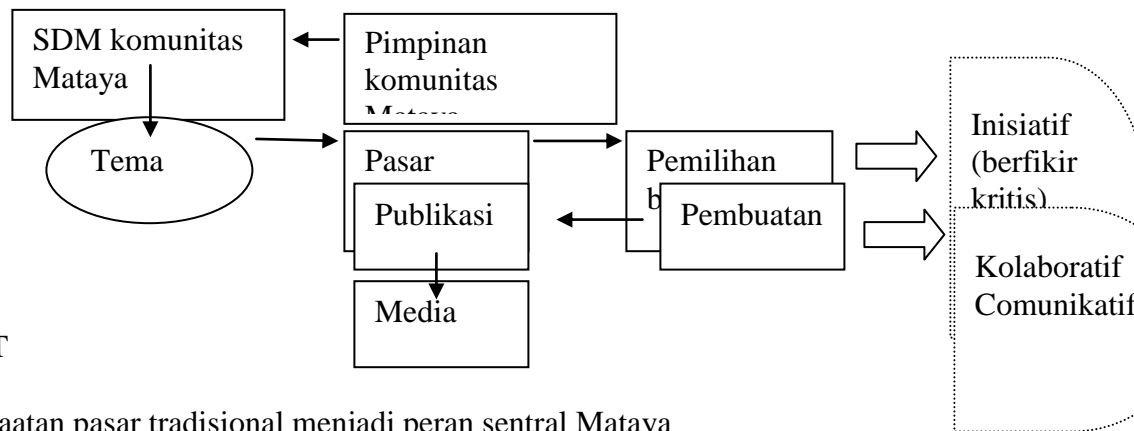 SDM komunitas
Mataya
Pimpinan
komunitas
Tema
Pasar
Pemilihan
Inisiatif
(berfikir
kritis)
Publikasi
Pembuatan
Kolaboratif
Comunikatif
Media
T
aatan pasar tradisional menjadi peran sentral Mataya